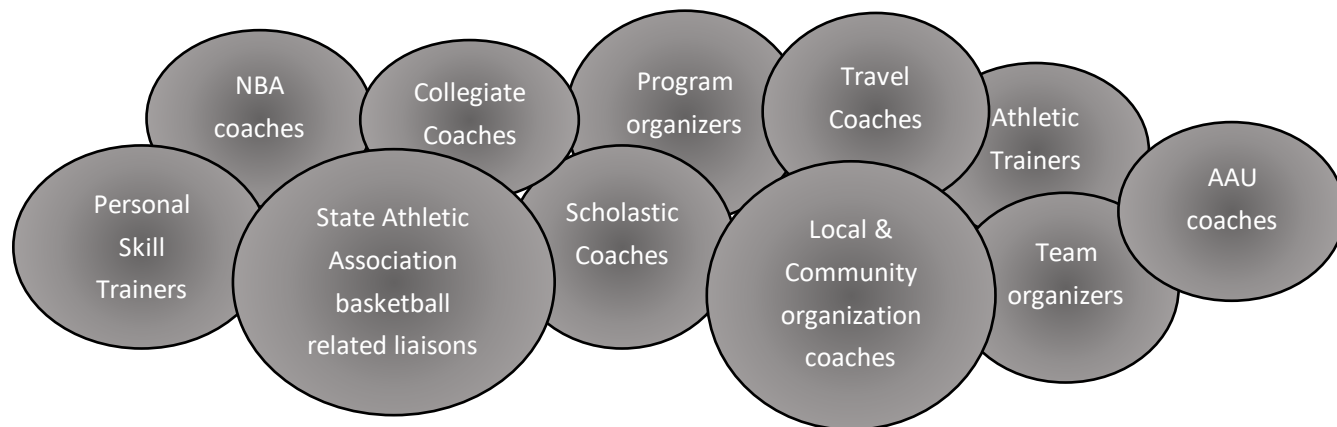 NBA
coaches
Collegiate
Coaches
Program
organizers
Travel
Coaches
Athletic
Trainers
AAU
coaches
Personal
Skill
Trainers
State Athletic
Association
basketball
related liaisons
Scholastic
Coaches
Local &
Community
organization
coaches
Team
organizers